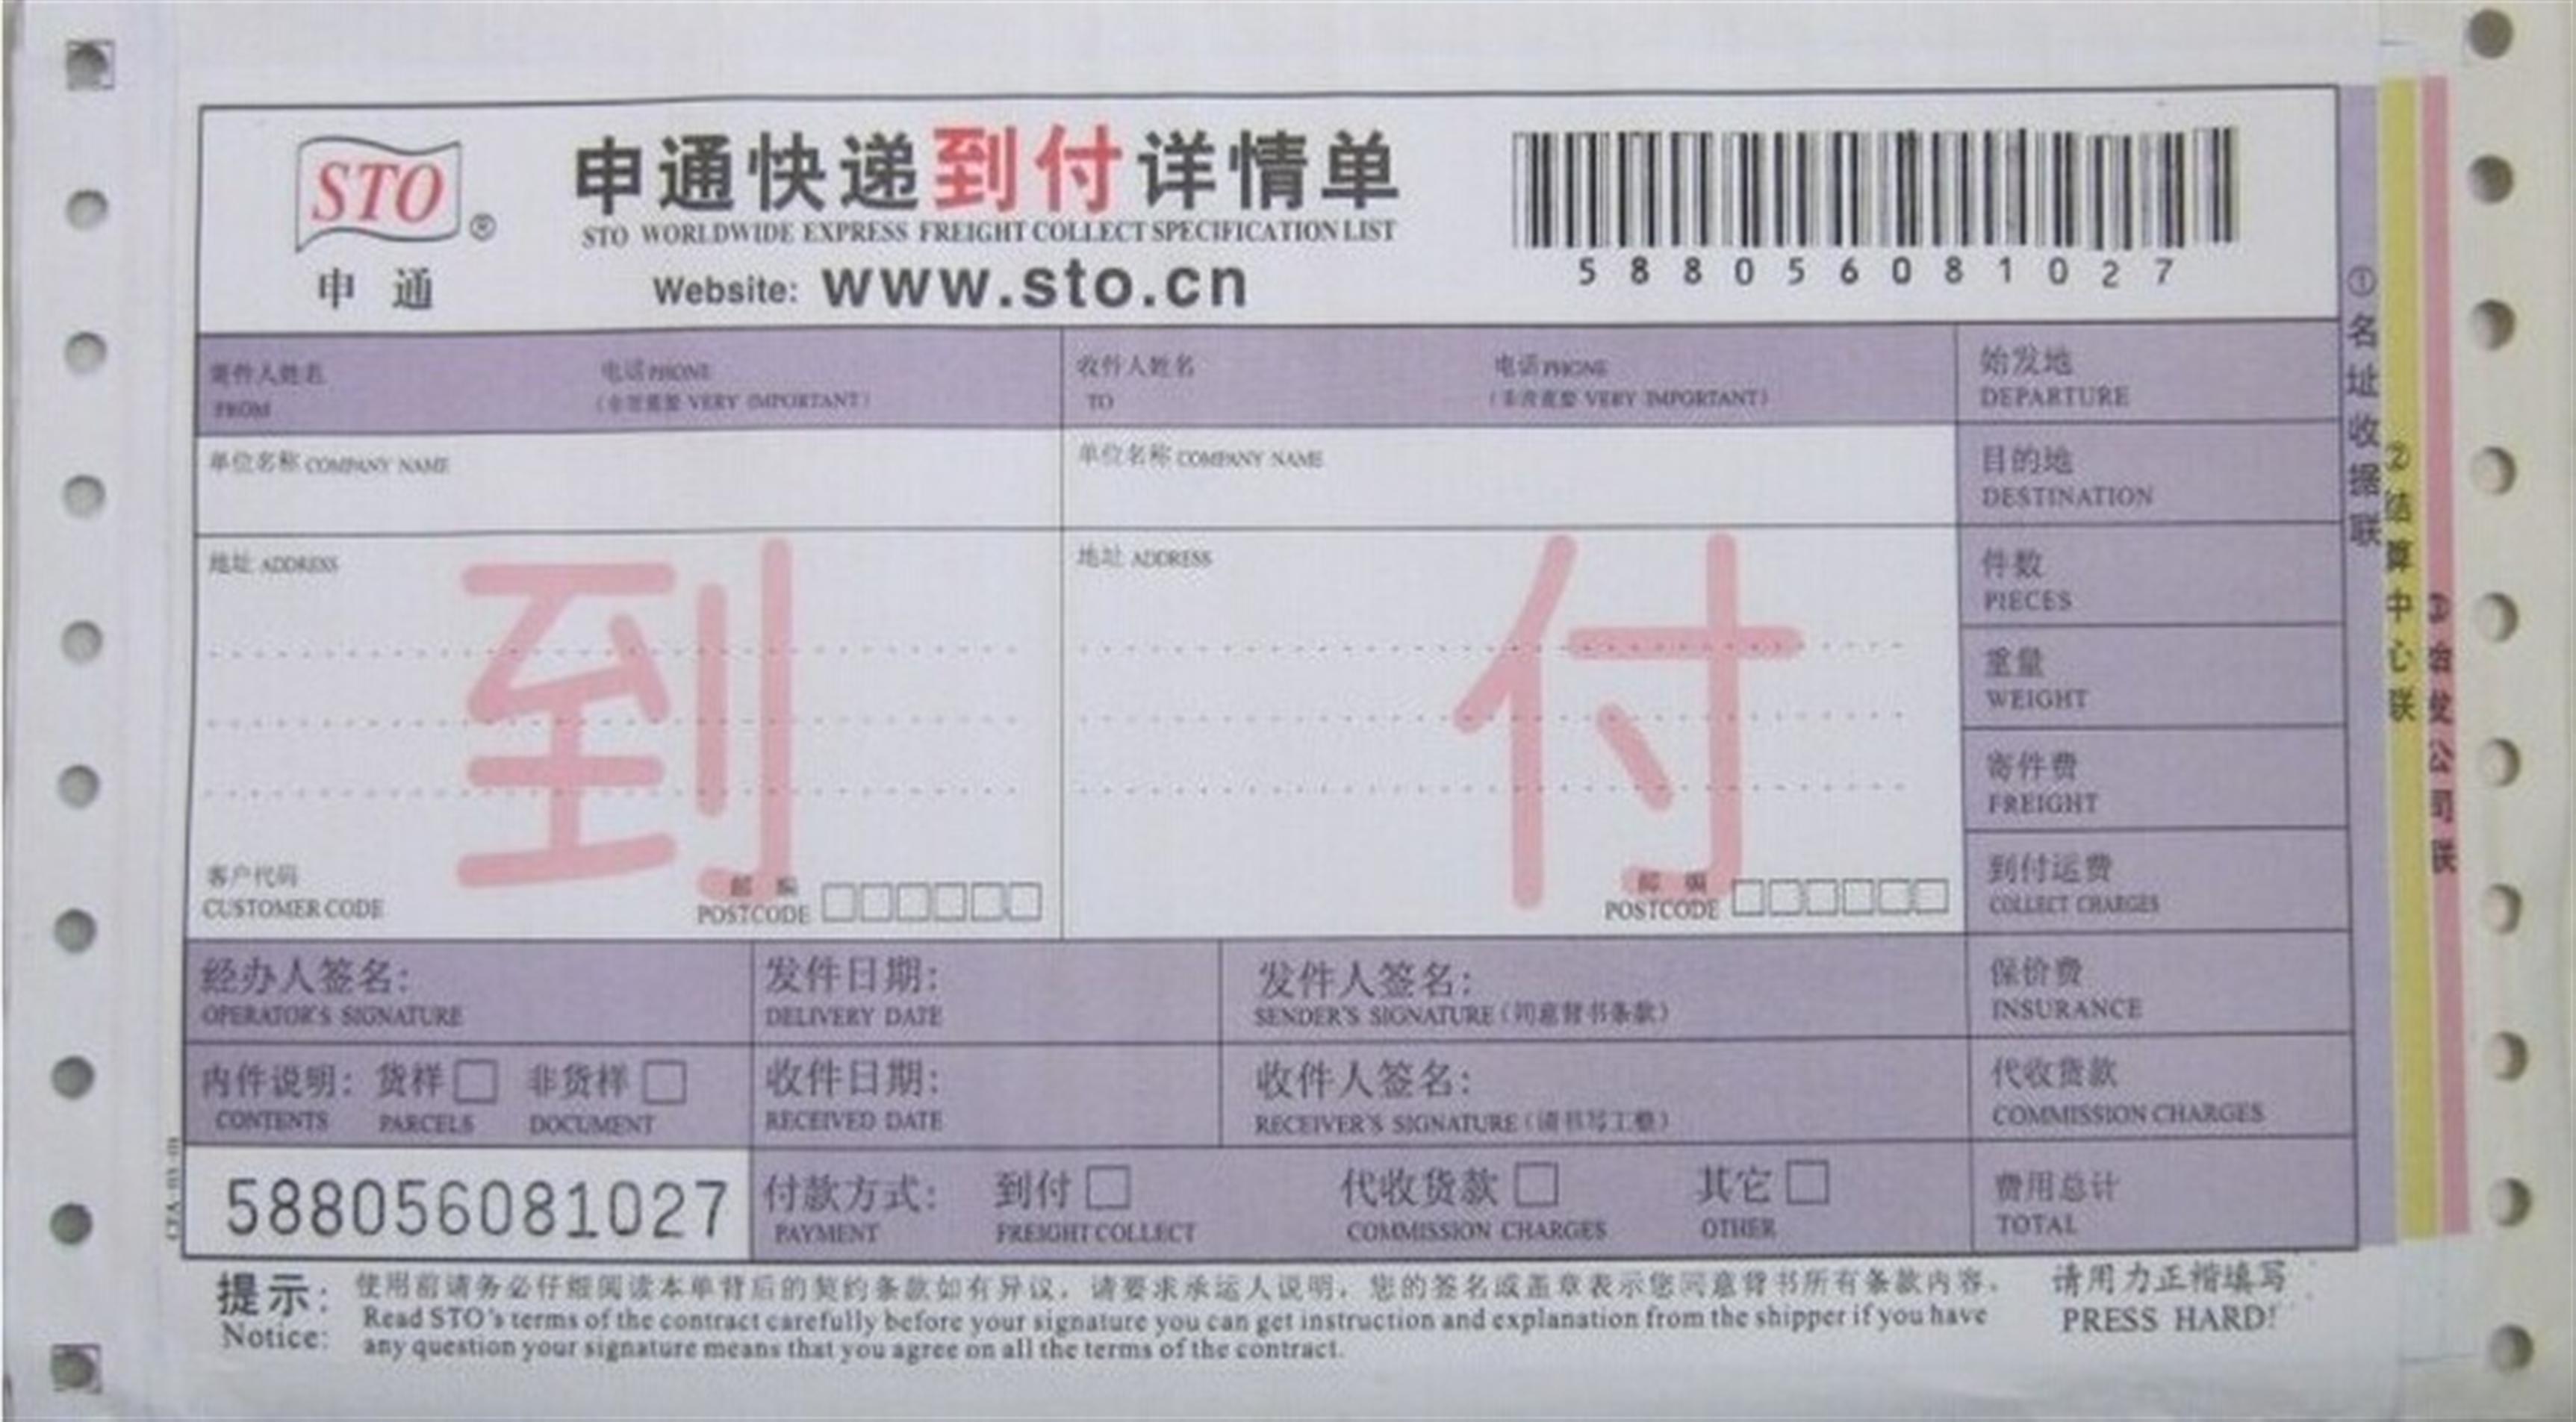 STO
®
申通
申通快递到付详情单
STO WORLDWIDE EXPRESS FREIGHT COLLECT SPECIFICATION LIST
Website: www.sto.cn
588056081027
寄件人姓名
FROM
电话 PHONE
(非常重要 VERY IMPORTANT)
收件人姓名
TO
电话 PHONE
(非常重要 VERY IMPORTANT)
始发地
DEPARTURE
单位名称 COMPANY NAME
单位名称 COMPANY NAME
目的地
DESTINATION
地址 ADDRESS
地址 ADDRESS
到付
件数
PIECES
重量
WEIGHT
寄件费
FREIGHT
到付运费
COLLECT CHARGES
客户代码
CUSTOMER CODE
邮 编
POSTCODE
邮 编
POSTCODE
经办人签名:
OPERATOR'S SIGNATURE
发件日期:
DELIVERY DATE
发件人签名:
SENDER'S SIGNATURE (同意背书条款)
保价费
INSURANCE
内件说明: 货样 非货样
CONTENTS PARCELS DOCUMENT
收件日期:
RECEIVED DATE
收件人签名:
RECEIVER'S SIGNATURE (请书写工整)
代收货款
COMMISSION CHARGES
588056081027
付款方式: 到付 代收货款 其它
PAYMENT FREIGHT COLLECT COMMISSION CHARGES OTHER
费用总计
TOTAL
提示: 使用前请务必仔细阅读本单背后的契约条款如有异议，请要求承运人说明，您的签名或盖章表示您同意背书所有条款内容。
Notice: Read STO's terms of the contract carefully before your signature you can get instruction and explanation from the shipper if you have
any question your signature means that you agree on all the terms of the contract.
请用力正楷填写
PRESS HARD!
①名址收据联
②结算中心联
③始发公司联